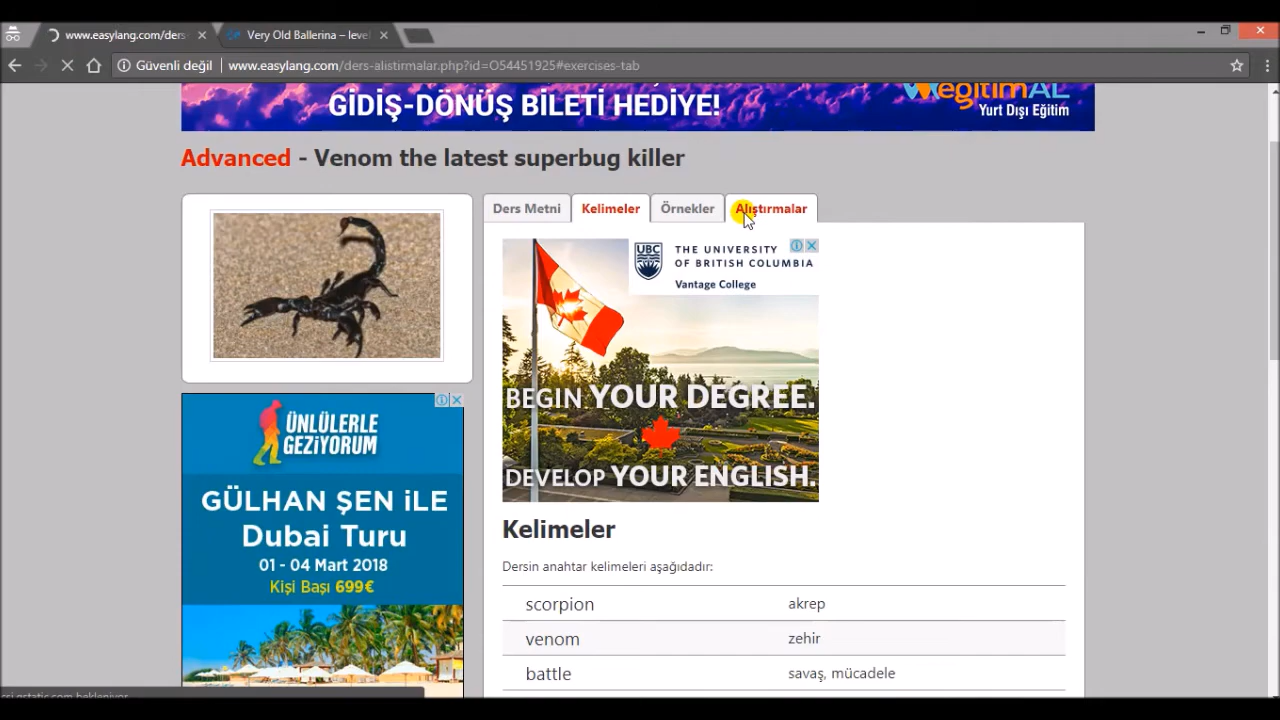 www.easylang.com/ders-
Very Old Ballerina – level
Güvenli değil
www.easylang.com/ders-alistirmalar.php?id=O54451925#exercises-tab
GİDİŞ-DÖNÜŞ BİLETİ HEDİYE!
eğitimAL
Yurt Dışı Eğitim
Advanced - Venom the latest superbug killer
Ders Metni
Kelimeler
Örnekler
Alıştırmalar
UBC
THE UNIVERSITY
OF BRITISH COLUMBIA
Vantage College
BEGIN YOUR DEGREE.
DEVELOP YOUR ENGLISH.
ÜNLÜLERLE
GEZİYORUM
GÜLHAN ŞEN İLE
Dubai Turu
01 - 04 Mart 2018
Kişi Başı 699€
Kelimeler
Dersin anahtar kelimeleri aşağıdadır:
scorpion akrep
venom zehir
battle savaş, mücadele